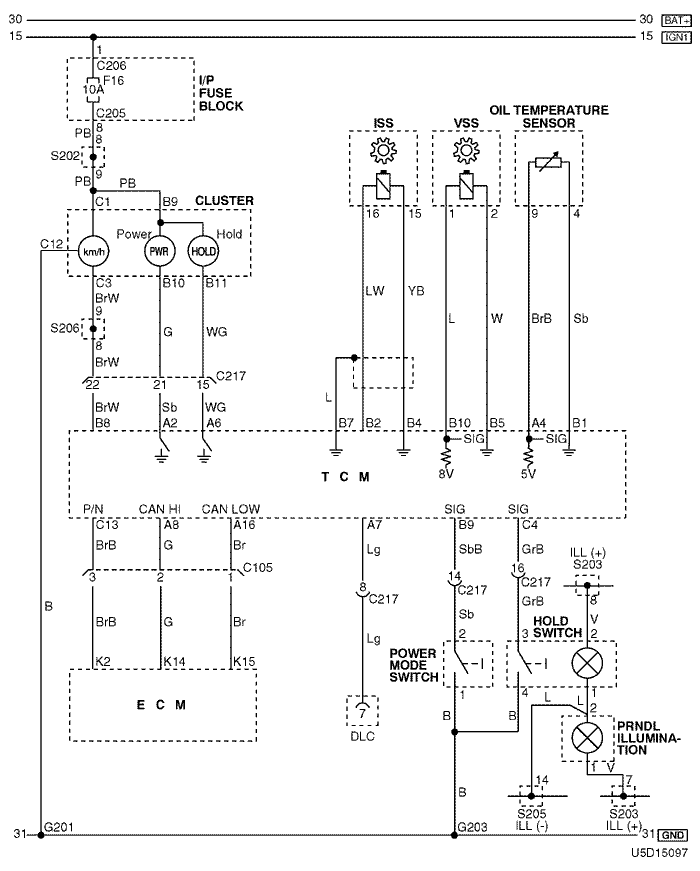 30 30 BAT+
15 15 IGN1
1
C206
F16
10A
I/P
FUSE
BLOCK
C205
8
PB 8
S202
9
PB PB
C1 B9 CLUSTER
C12 Power Hold
km/h PWR HOLD
C3 B10 B11
BrW
9
S206 G WG
8
BrW
22 21 15 C217
BrW Sb WG
B8 A2 A6
ISS VSS OIL TEMPERATURE
SENSOR
16 15 1 2 9 4
LW YB L W BrB Sb
L
B7 B2 B4 B10 B5 A4 B1
SIG SIG
8V 5V
T C M
P/N CAN HI CAN LOW SIG SIG
C13 A8 A16 A7 B9 C4
BrB G Br Lg SbB GrB
3 2 1 C105
8 C217
14 C217
16 C217
BrB G Br Lg Sb GrB
K2 K14 K15
E C M
7
DLC
ILL (+)
S203
8
V
HOLD
SWITCH
2 3 2
POWER
MODE
SWITCH
1 4 1
B B
L L 2
PRNDL
ILLUMINA-
TION
1 V
B B
14 7
S205 S203
ILL (-) ILL (+)
31 G201 G203 31 GND
U5D15097